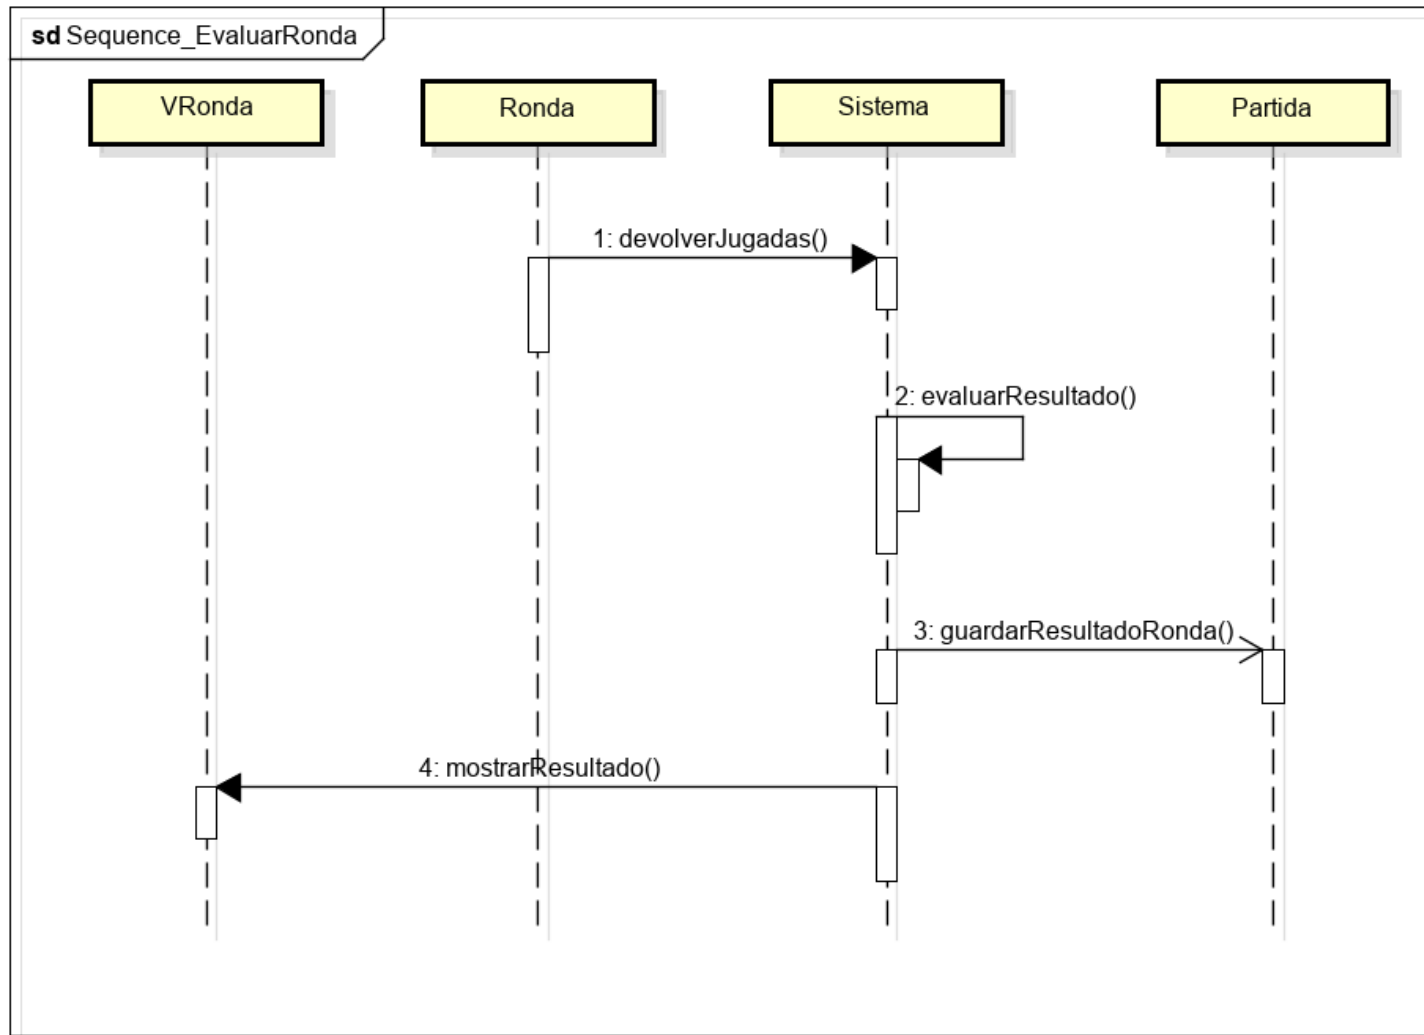 sd Sequence_EvaluarRonda
VRonda
Ronda
Sistema
Partida
1: devolverJugadas()
2: evaluarResultado()
3: guardarResultadoRonda()
4: mostrarResultado()